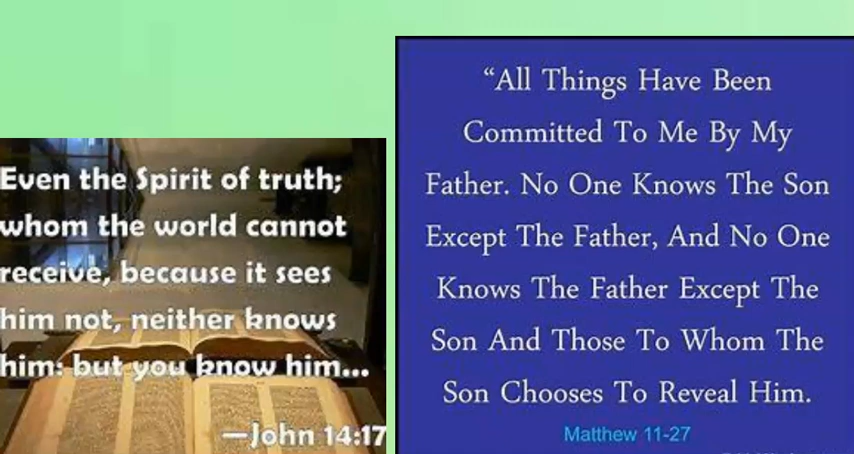 Even the Spirit of truth;
whom the world cannot
receive, because it sees
him not, neither knows
him: but you know him...
—John 14:17
“All Things Have Been
Committed To Me By My
Father. No One Knows The Son
Except The Father, And No One
Knows The Father Except The
Son And Those To Whom The
Son Chooses To Reveal Him.
Matthew 11-27